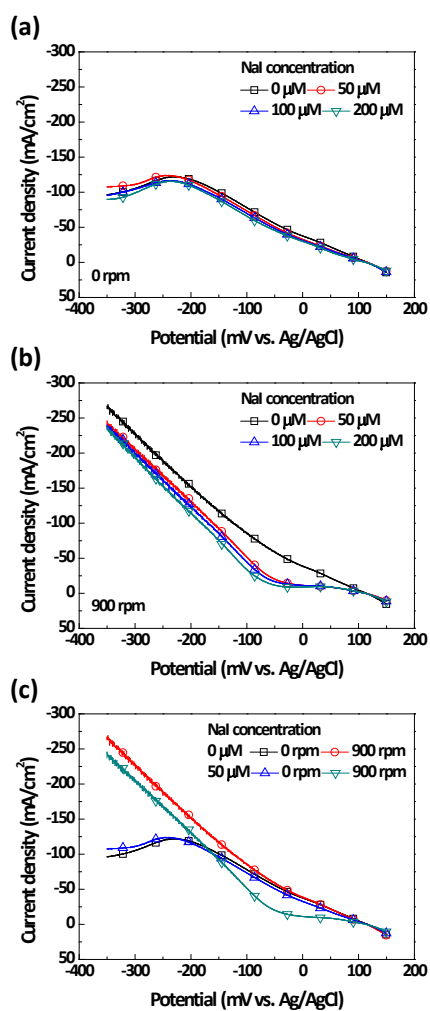 (a)
-300
-250
-200
-150
-100
-50
0
50
Current density (mA/cm²)
NaI concentration
0 μM 50 μM
100 μM 200 μM
0 rpm
-400 -300 -200 -100 0 100 200
Potential (mV vs. Ag/AgCl)
(b)
-300
-250
-200
-150
-100
-50
0
50
Current density (mA/cm²)
NaI concentration
0 μM 50 μM
100 μM 200 μM
900 rpm
-400 -300 -200 -100 0 100 200
Potential (mV vs. Ag/AgCl)
(c)
-300
-250
-200
-150
-100
-50
0
50
Current density (mA/cm²)
NaI concentration
0 μM 0 rpm 900 rpm
50 μM 0 rpm 900 rpm
-400 -300 -200 -100 0 100 200
Potential (mV vs. Ag/AgCl)